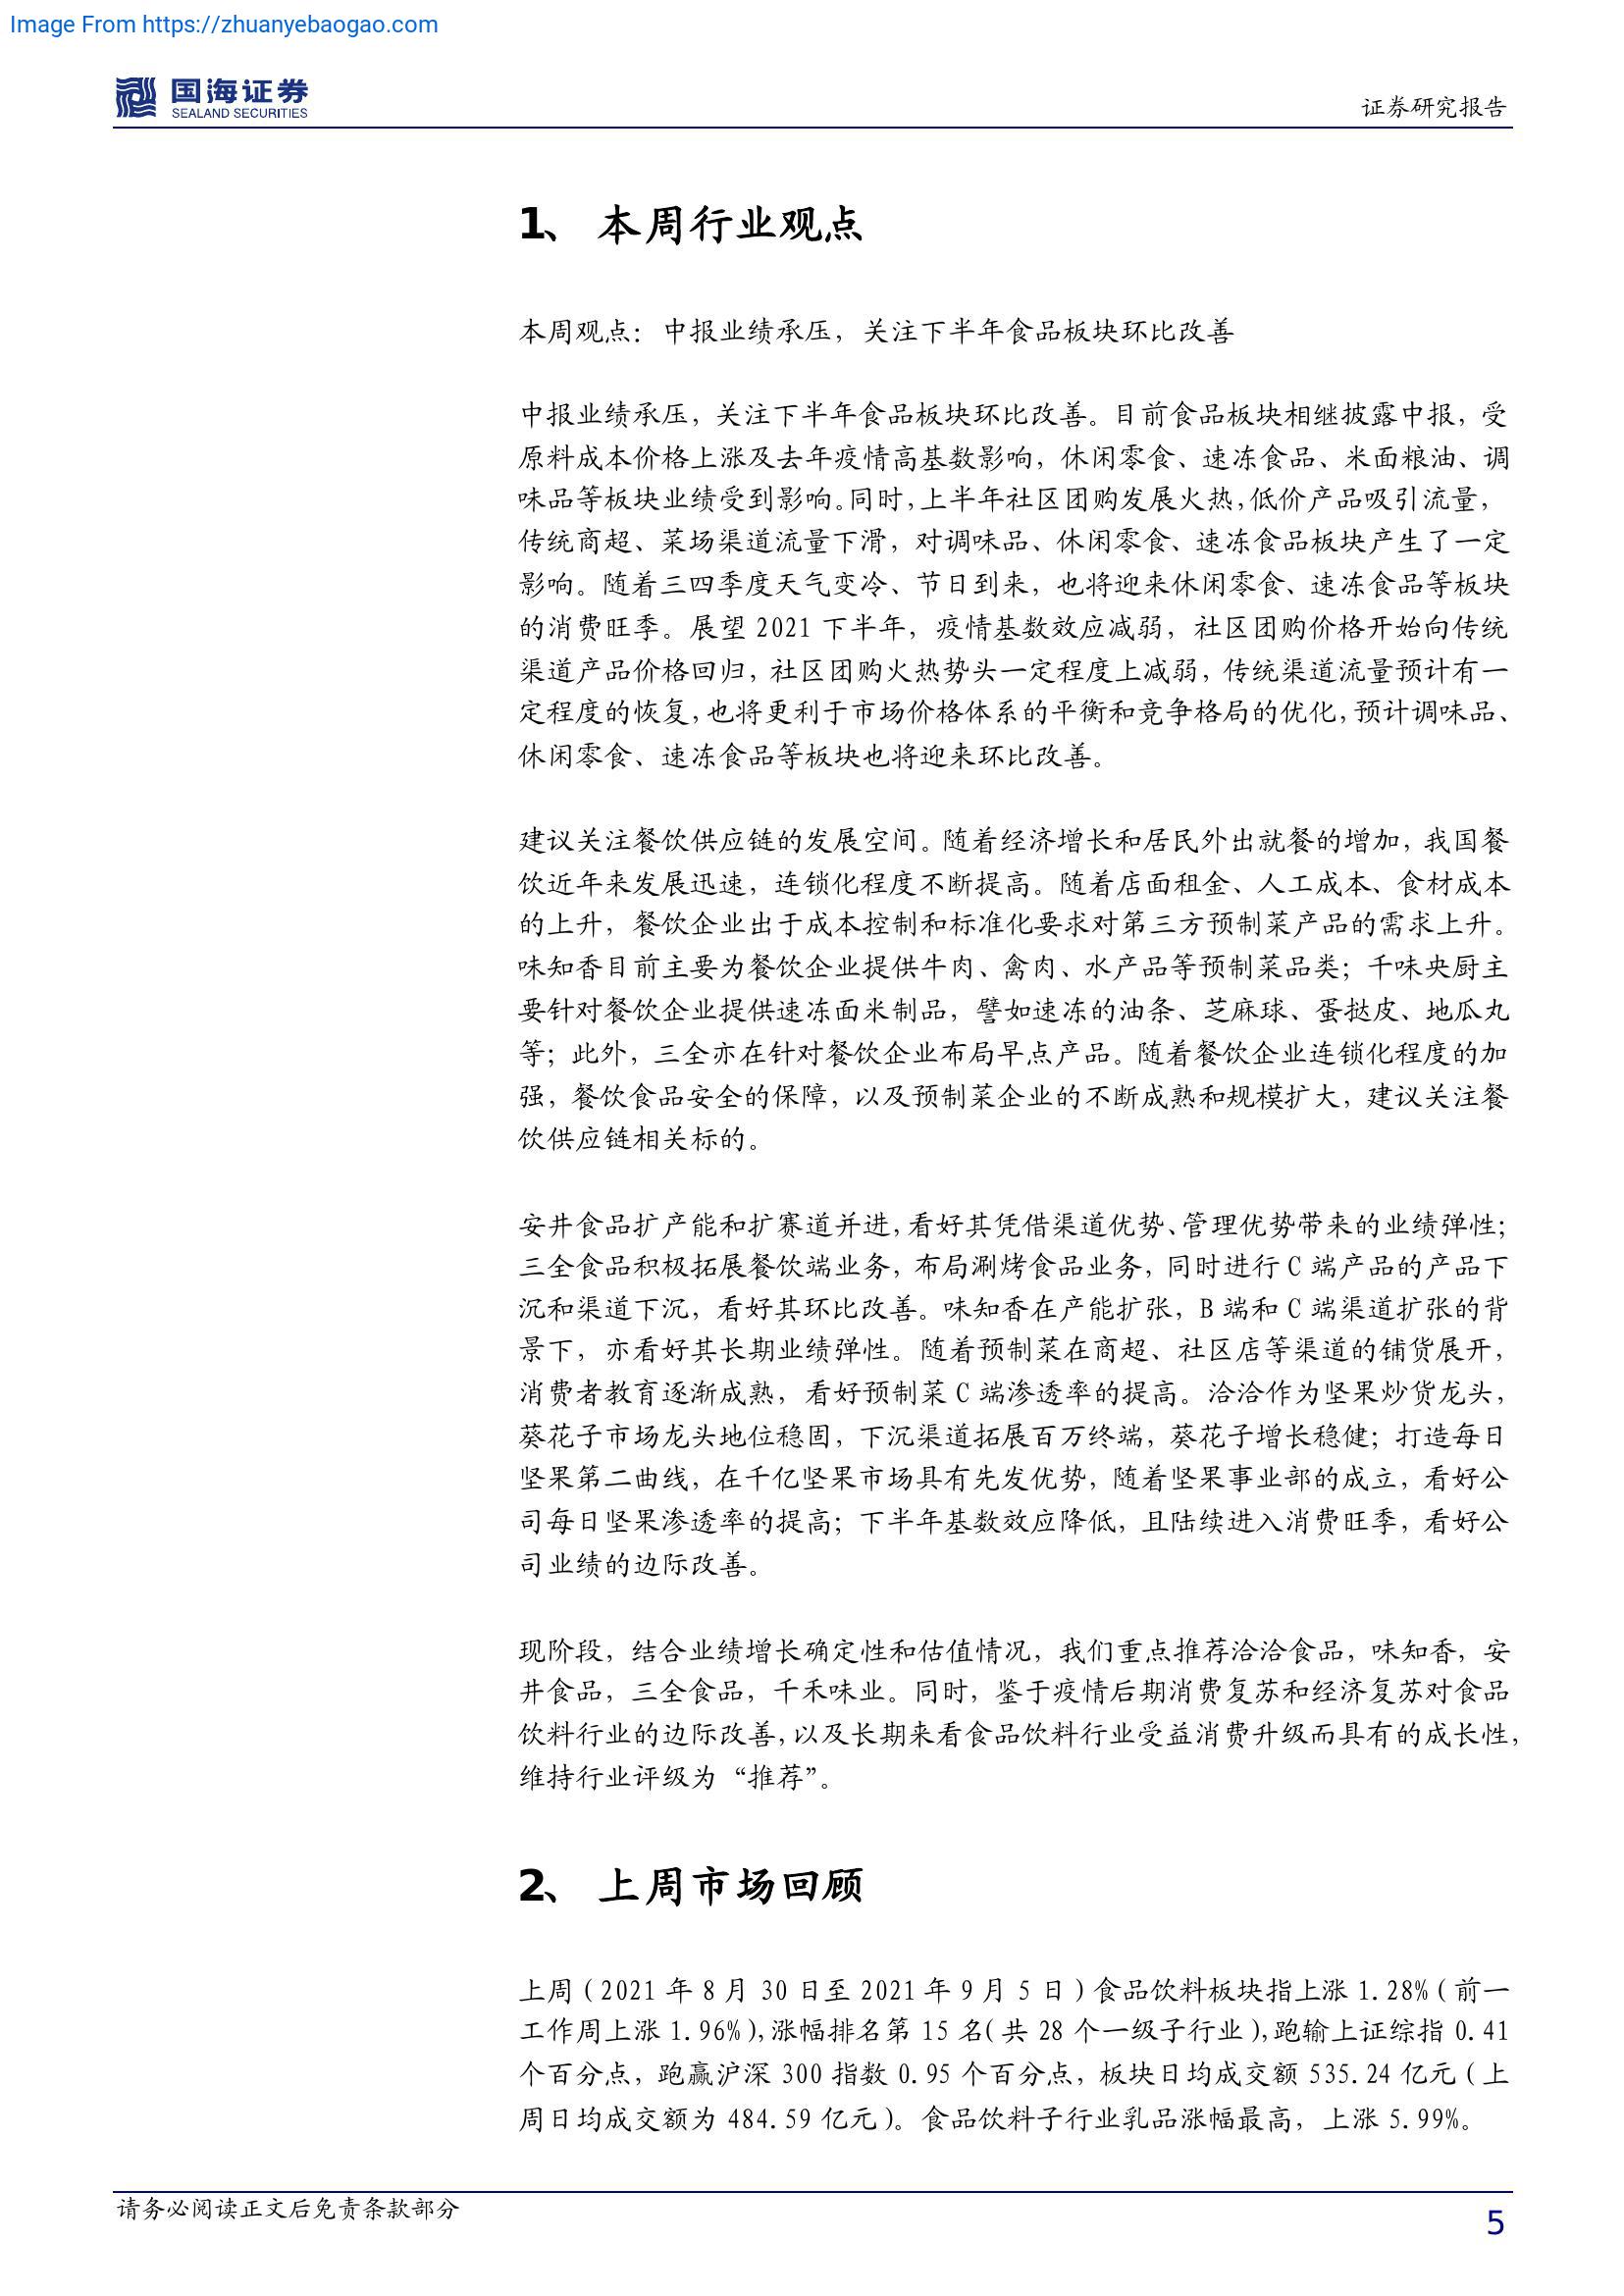 Image From https://zhuanyebaogao.com
国海证券
SEALAND SECURITIES
证券研究报告
1、 本周行业观点
本周观点：中报业绩承压，关注下半年食品板块环比改善
中报业绩承压，关注下半年食品板块环比改善。目前食品板块相继披露中报，受
原料成本价格上涨及去年疫情高基数影响，休闲零食、速冻食品、米面粮油、调
味品等板块业绩受到影响。同时，上半年社区团购发展火热，低价产品吸引流量，
传统商超、菜场渠道流量下滑，对调味品、休闲零食、速冻食品板块产生了一定
影响。随着三四季度天气变冷、节日到来，也将迎来休闲零食、速冻食品等板块
的消费旺季。展望 2021 下半年，疫情基数效应减弱，社区团购价格开始向传统
渠道产品价格回归，社区团购火热势头一定程度上减弱，传统渠道流量预计有一
定程度的恢复，也将更利于市场价格体系的平衡和竞争格局的优化，预计调味品、
休闲零食、速冻食品等板块也将迎来环比改善。
建议关注餐饮供应链的发展空间。随着经济增长和居民外出就餐的增加，我国餐
饮近年来发展迅速，连锁化程度不断提高。随着店面租金、人工成本、食材成本
的上升，餐饮企业出于成本控制和标准化要求对第三方预制菜产品的需求上升。
味知香目前主要为餐饮企业提供牛肉、禽肉、水产品等预制菜品类；千味央厨主
要针对餐饮企业提供速冻面米制品，譬如速冻的油条、芝麻球、蛋挞皮、地瓜丸
等；此外，三全亦在针对餐饮企业布局早点产品。随着餐饮企业连锁化程度的加
强，餐饮食品安全的保障，以及预制菜企业的不断成熟和规模扩大，建议关注餐
饮供应链相关标的。
安井食品扩产能和扩赛道并进，看好其凭借渠道优势、管理优势带来的业绩弹性；
三全食品积极拓展餐饮端业务，布局涮烤食品业务，同时进行 C 端产品的产品下
沉和渠道下沉，看好其环比改善。味知香在产能扩张，B 端和 C 端渠道扩张的背
景下，亦看好其长期业绩弹性。随着预制菜在商超、社区店等渠道的铺货展开，
消费者教育逐渐成熟，看好预制菜 C 端渗透率的提高。洽洽作为坚果炒货龙头，
葵花子市场龙头地位稳固，下沉渠道拓展百万终端，葵花子增长稳健；打造每日
坚果第二曲线，在千亿坚果市场具有先发优势，随着坚果事业部的成立，看好公
司每日坚果渗透率的提高；下半年基数效应降低，且陆续进入消费旺季，看好公
司业绩的边际改善。
现阶段，结合业绩增长确定性和估值情况，我们重点推荐洽洽食品，味知香，安
井食品，三全食品，千禾味业。同时，鉴于疫情后期消费复苏和经济复苏对食品
饮料行业的边际改善，以及长期来看食品饮料行业受益消费升级而具有的成长性，
维持行业评级为“推荐”。
2、 上周市场回顾
上周（2021 年 8 月 30 日至 2021 年 9 月 5 日）食品饮料板块指上涨 1.28%（前一
工作周上涨 1.96%），涨幅排名第 15 名（共 28 个一级子行业），跑输上证综指 0.41
个百分点，跑赢沪深 300 指数 0.95 个百分点，板块日均成交额 535.24 亿元（上
周日均成交额为 484.59 亿元）。食品饮料子行业乳品涨幅最高，上涨 5.99%。
请务必阅读正文后免责条款部分
5